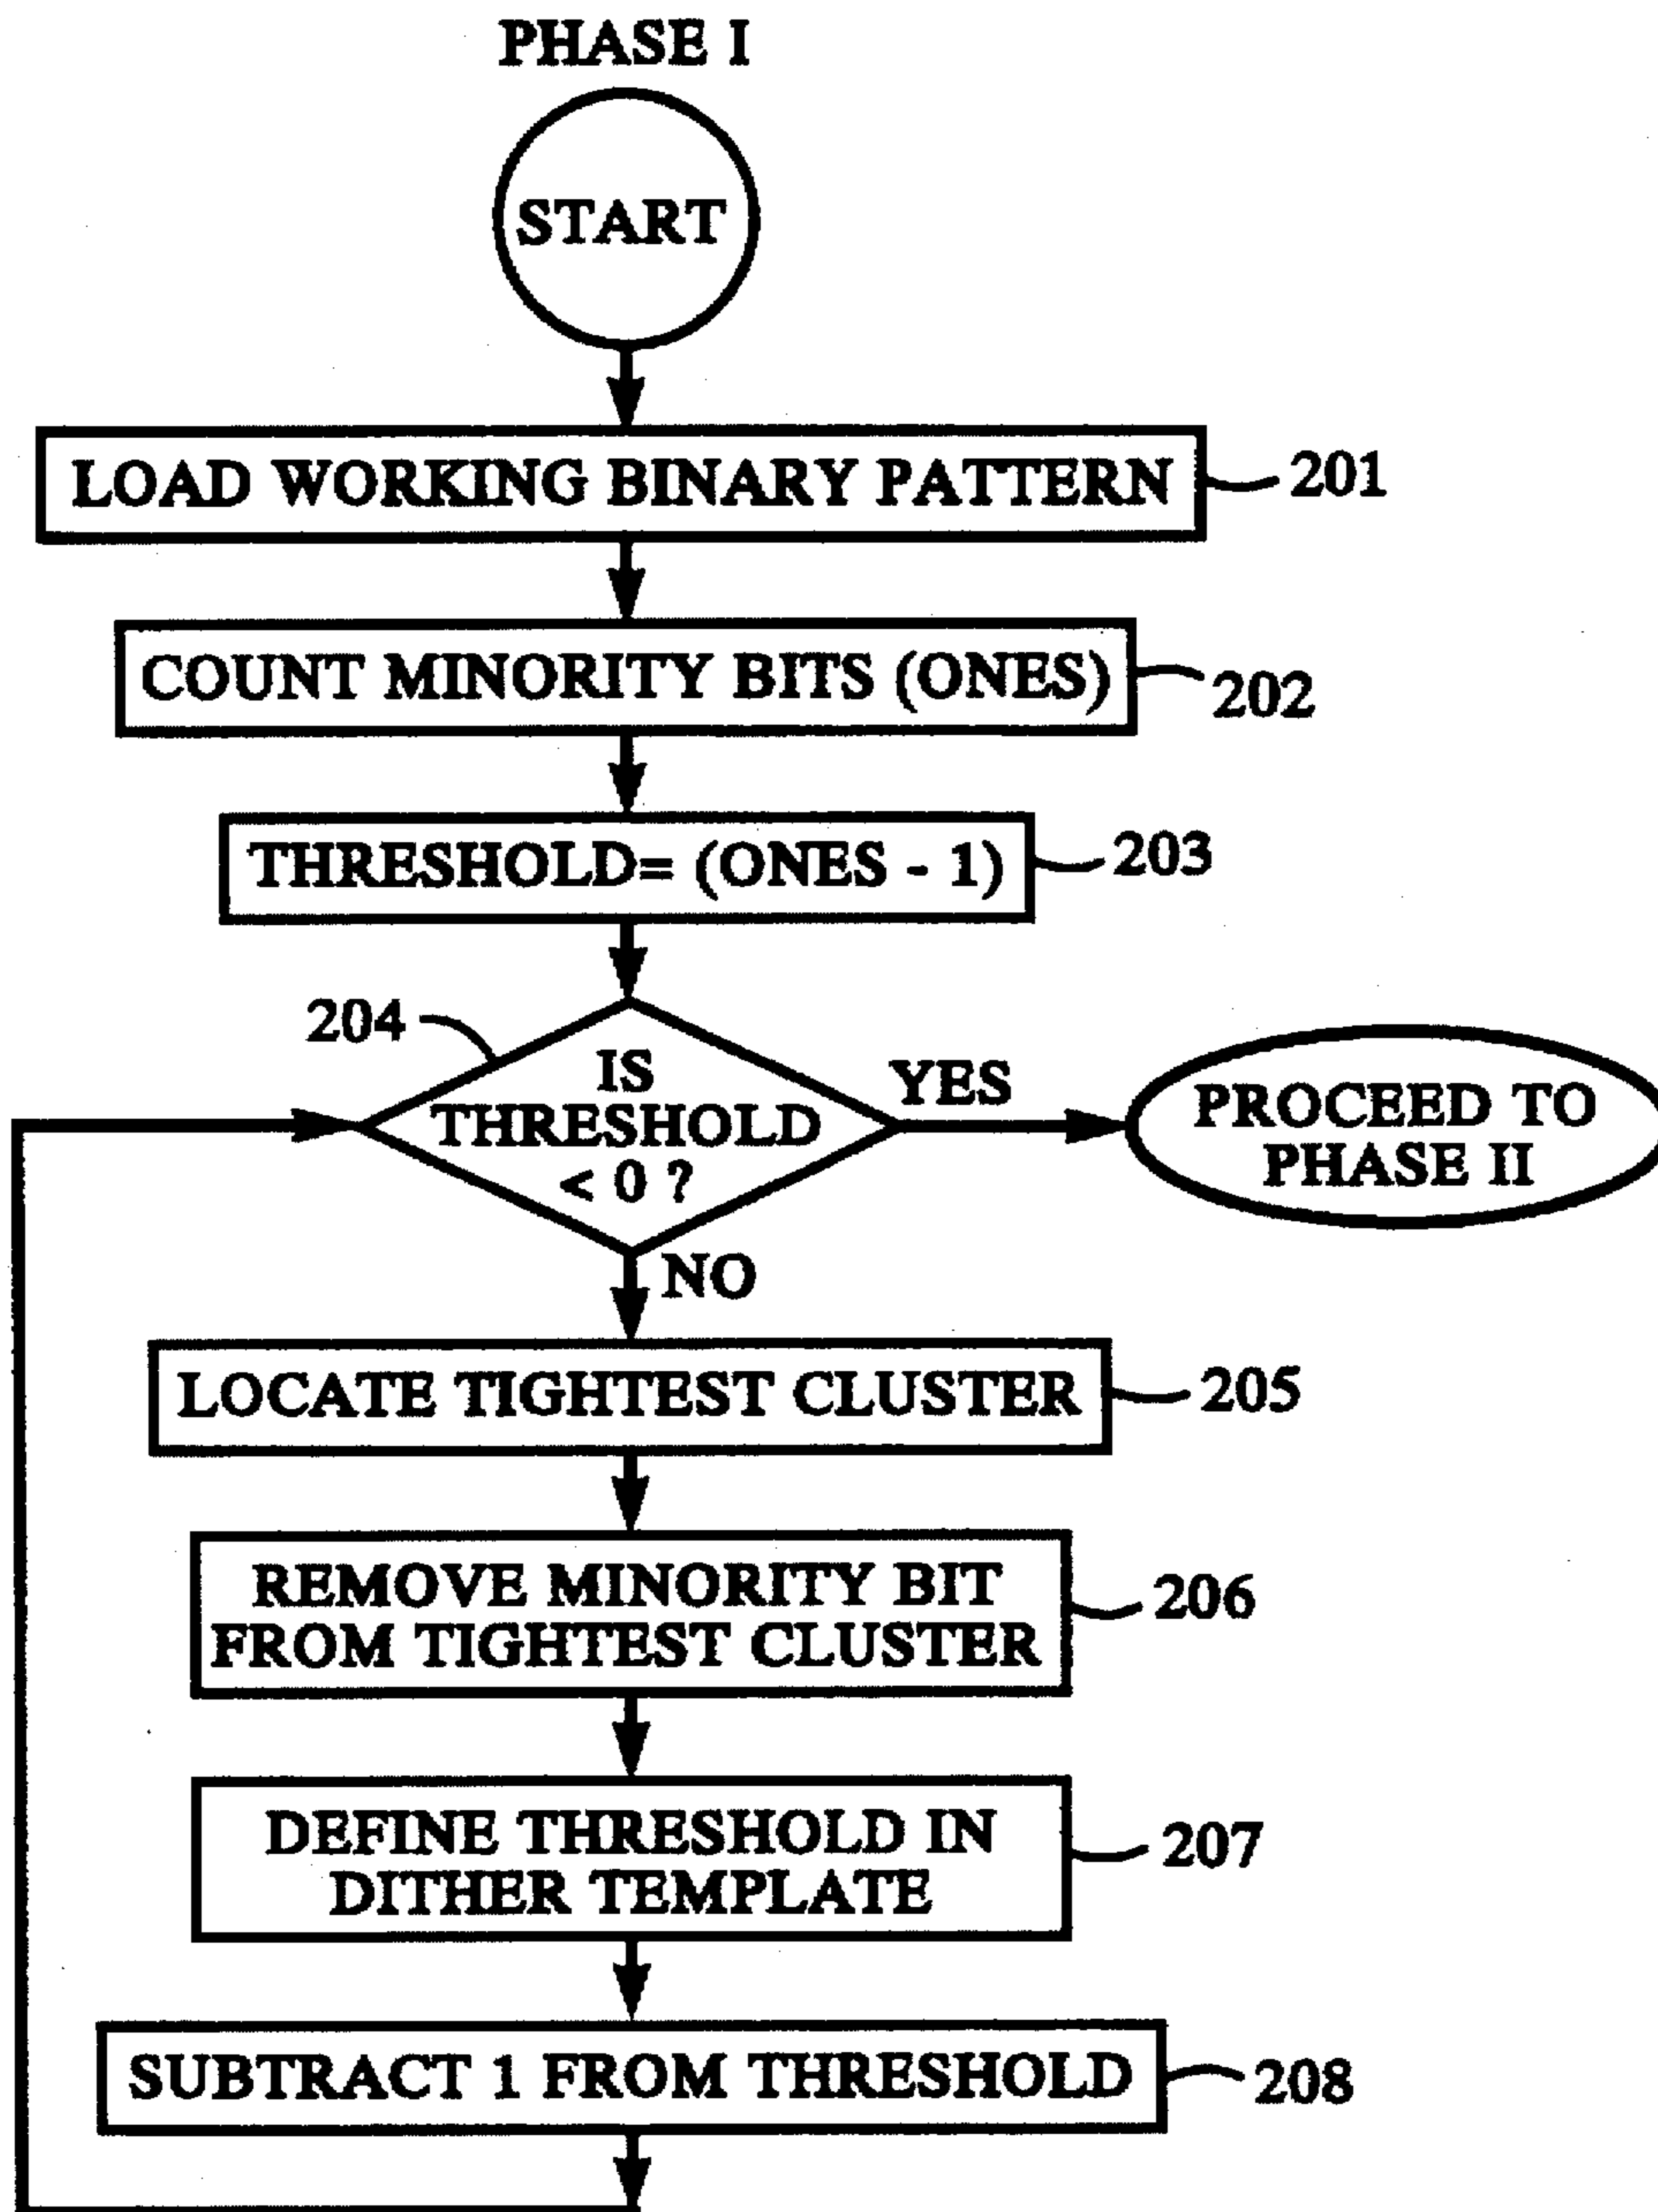 PHASE I
START
LOAD WORKING BINARY PATTERN
201
COUNT MINORITY BITS (ONES)
202
THRESHOLD= (ONES - 1)
203
204
IS
THRESHOLD
< 0 ?
YES
PROCEED TO
PHASE II
NO
LOCATE TIGHTEST CLUSTER
205
REMOVE MINORITY BIT
FROM TIGHTEST CLUSTER
206
DEFINE THRESHOLD IN
DITHER TEMPLATE
207
SUBTRACT 1 FROM THRESHOLD
208